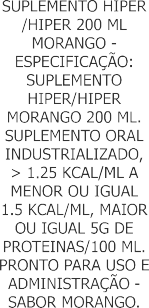 SUPLEMENTO HIPER
/HIPER 200 ML
MORANGO -
ESPECIFICAÇÃO:
SUPLEMENTO
HIPER/HIPER
MORANGO 200 ML.
SUPLEMENTO ORAL
INDUSTRIALIZADO,
> 1.25 KCAL/ML A
MENOR OU IGUAL
1.5 KCAL/ML, MAIOR
OU IGUAL 5G DE
PROTEINAS/100 ML.
PRONTO PARA USO E
ADMINISTRAÇÃO -
SABOR MORANGO.